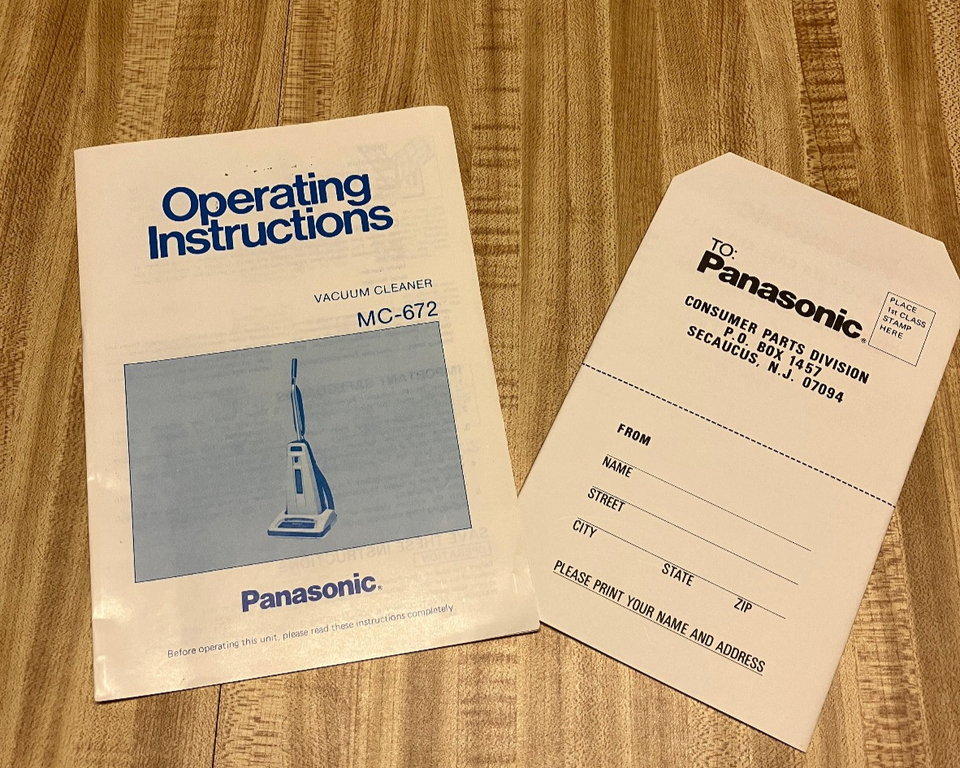 Operating
Instructions
VACUUM CLEANER
MC-672
Panasonic®
Before operating this unit, please read these instructions completely
TO:
Panasonic®
CONSUMER PARTS DIVISION
P.O. BOX 1457
SECAUCUS, N.J. 07094
PLACE
1st CLASS
STAMP
HERE
FROM
NAME
STREET
CITY
STATE
ZIP
PLEASE PRINT YOUR NAME AND ADDRESS